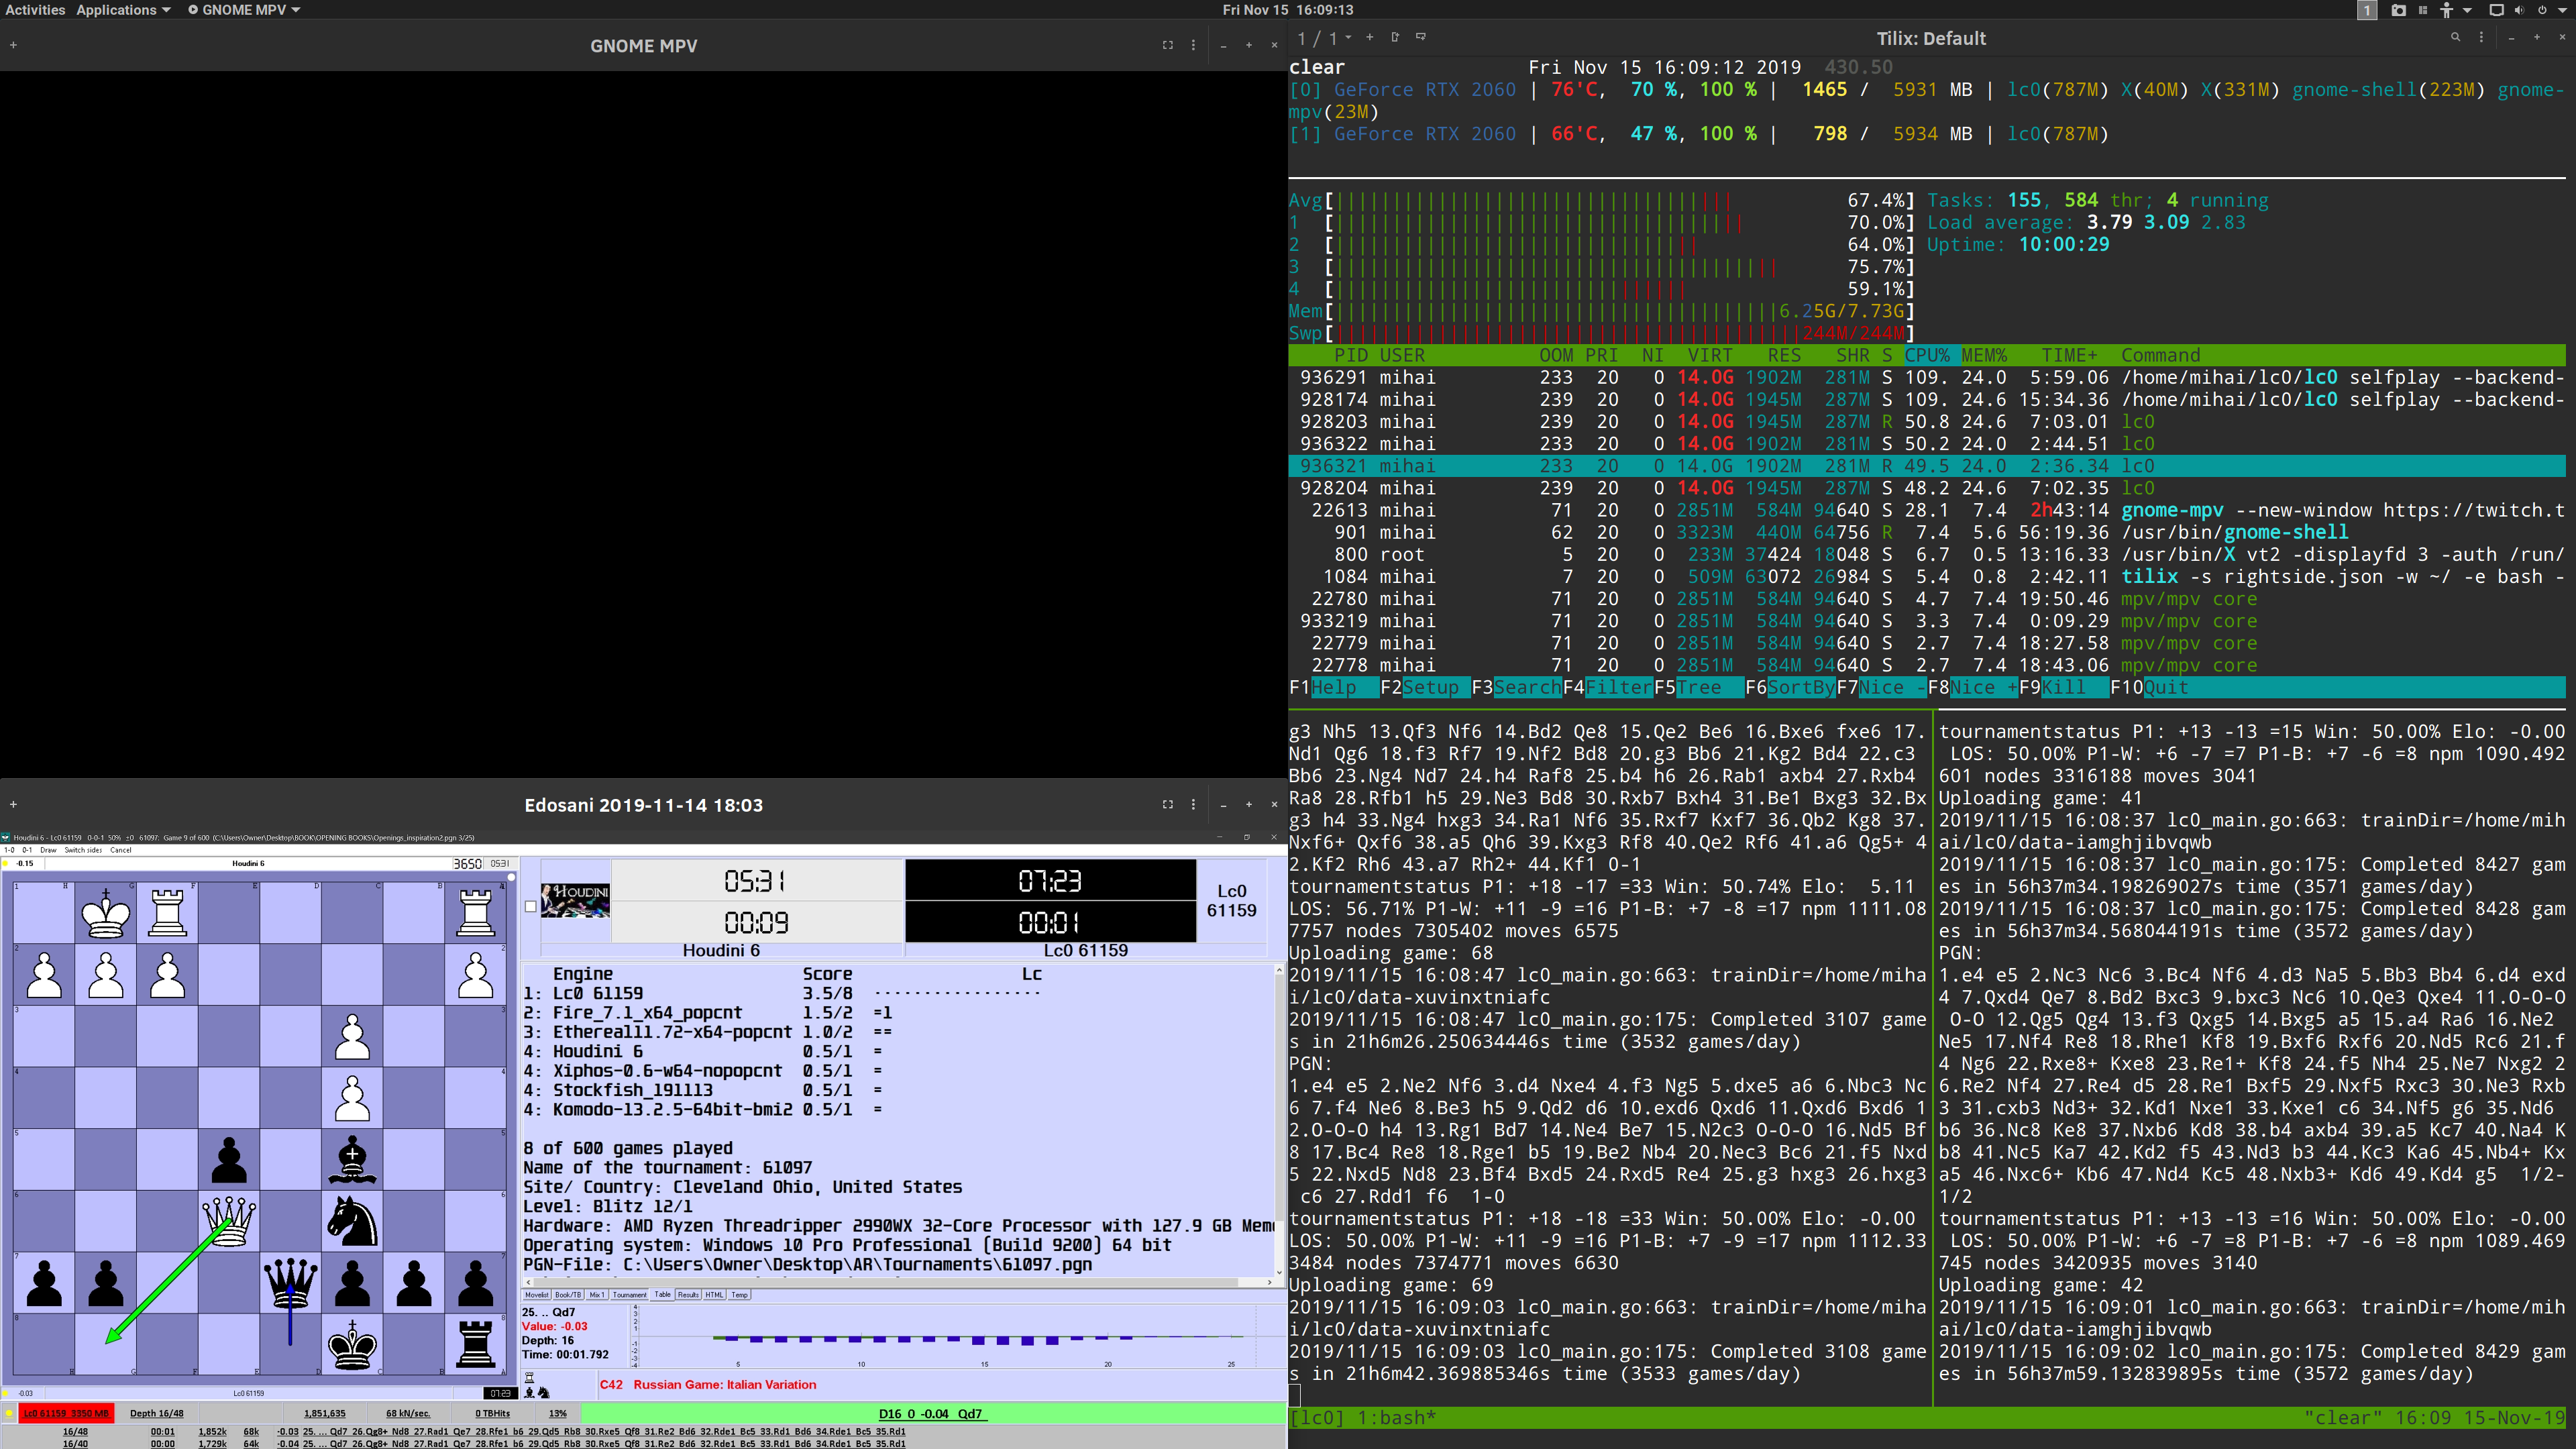 Activities Applications GNOME MPV Fri Nov 15 16:09:13 1
GNOME MPV
1 / 1 Tilix: Default
clear Fri Nov 15 16:09:12 2019 430.50
[0] GeForce RTX 2060 | 76'C, 70 %, 100 % | 1465 / 5931 MB | lc0(787M) X(40M) X(331M) gnome-shell(223M) gnome-
mpv(23M)
[1] GeForce RTX 2060 | 66'C, 47 %, 100 % | 798 / 5934 MB | lc0(787M)
Avg[ 67.4%] Tasks: 155, 584 thr; 4 running
1 [ 70.0%] Load average: 3.79 3.09 2.83
2 [ 64.0%] Uptime: 10:00:29
3 [ 75.7%]
4 [ 59.1%]
Mem[ 6.25G/7.73G]
Swp[ 244M/244M]
PID USER OOM PRI NI VIRT RES SHR S CPU% MEM% TIME+ Command
936291 mihai 233 20 0 14.0G 1902M 281M S 109. 24.0 5:59.06 /home/mihai/lc0/lc0 selfplay --backend-
928174 mihai 239 20 0 14.0G 1945M 287M S 109. 24.6 15:34.36 /home/mihai/lc0/lc0 selfplay --backend-
928203 mihai 239 20 0 14.0G 1945M 287M R 50.8 24.6 7:03.01 lc0
936322 mihai 233 20 0 14.0G 1902M 281M S 50.2 24.0 2:44.51 lc0
936321 mihai 233 20 0 14.0G 1902M 281M R 49.5 24.0 2:36.34 lc0
928204 mihai 239 20 0 14.0G 1945M 287M S 48.2 24.6 7:02.35 lc0
22613 mihai 71 20 0 2851M 584M 94640 S 28.1 7.4 2h43:14 gnome-mpv --new-window https://twitch.t
901 mihai 62 20 0 3323M 440M 64756 R 7.4 5.6 56:19.36 /usr/bin/gnome-shell
800 root 5 20 0 233M 37424 18048 S 6.7 0.5 13:16.33 /usr/bin/X vt2 -displayfd 3 -auth /run/
1084 mihai 7 20 0 509M 63072 26984 S 5.4 0.8 2:42.11 tilix -s rightside.json -w ~/ -e bash -
22780 mihai 71 20 0 2851M 584M 94640 S 4.7 7.4 19:50.46 mpv/mpv core
933219 mihai 71 20 0 2851M 584M 94640 S 3.3 7.4 0:09.29 mpv/mpv core
22779 mihai 71 20 0 2851M 584M 94640 S 2.7 7.4 18:27.58 mpv/mpv core
22778 mihai 71 20 0 2851M 584M 94640 S 2.7 7.4 18:43.06 mpv/mpv core
F1Help F2Setup F3SearchF4FilterF5Tree F6SortByF7Nice -F8Nice +F9Kill F10Quit
g3 Nh5 13.Qf3 Nf6 14.Bd2 Qe8 15.Qe2 Be6 16.Bxe6 fxe6 17.
Nd1 Qg6 18.f3 Rf7 19.Nf2 Bd8 20.g3 Bb6 21.Kg2 Bd4 22.c3
Bb6 23.Ng4 Nd7 24.h4 Raf8 25.b4 h6 26.Rab1 axb4 27.Rxb4
Ra8 28.Rfb1 h5 29.Ne3 Bd8 30.Rxb7 Bxh4 31.Be1 Bxg3 32.Bx
g3 h4 33.Ng4 hxg3 34.Ra1 Nf6 35.Rxf7 Kxf7 36.Qb2 Kg8 37.
Nxf6+ Qxf6 38.a5 Qh6 39.Kxg3 Rf8 40.Qe2 Rf6 41.a6 Qg5+ 4
2.Kf2 Rh6 43.a7 Rh2+ 44.Kf1 0-1
tournamentstatus P1: +18 -17 =33 Win: 50.74% Elo: 5.11
LOS: 56.71% P1-W: +11 -9 =16 P1-B: +7 -8 =17 npm 1111.08
7757 nodes 7305402 moves 6575
Uploading game: 68
2019/11/15 16:08:47 lc0_main.go:663: trainDir=/home/miha
i/lc0/data-xuvinxtniafc
2019/11/15 16:08:47 lc0_main.go:175: Completed 3107 game
s in 21h6m26.250634446s time (3532 games/day)
PGN:
1.e4 e5 2.Ne2 Nf6 3.d4 Nxe4 4.f3 Ng5 5.dxe5 a6 6.Nbc3 Nc
6 7.f4 Ne6 8.Be3 h5 9.Qd2 d6 10.exd6 Qxd6 11.Qxd6 Bxd6 1
2.O-O-O h4 13.Rg1 Bd7 14.Ne4 Be7 15.N2c3 O-O-O 16.Nd5 Bf
8 17.Bc4 Re8 18.Rge1 b5 19.Be2 Nb4 20.Nec3 Bc6 21.f5 Nxd
5 22.Nxd5 Nd8 23.Bf4 Bxd5 24.Rxd5 Re4 25.g3 hxg3 26.hxg3
c6 27.Rdd1 f6 1-0
tournamentstatus P1: +18 -18 =33 Win: 50.00% Elo: -0.00
LOS: 50.00% P1-W: +11 -9 =16 P1-B: +7 -9 =17 npm 1112.33
3484 nodes 7374771 moves 6630
Uploading game: 69
2019/11/15 16:09:03 lc0_main.go:663: trainDir=/home/miha
i/lc0/data-xuvinxtniafc
2019/11/15 16:09:03 lc0_main.go:175: Completed 3108 game
s in 21h6m42.369885346s time (3533 games/day)
tournamentstatus P1: +13 -13 =15 Win: 50.00% Elo: -0.00
LOS: 50.00% P1-W: +6 -7 =7 P1-B: +7 -6 =8 npm 1090.492
601 nodes 3316188 moves 3041
Uploading game: 41
2019/11/15 16:08:37 lc0_main.go:663: trainDir=/home/mih
ai/lc0/data-iamghjibvqwb
2019/11/15 16:08:37 lc0_main.go:175: Completed 8427 gam
es in 56h37m34.198269027s time (3571 games/day)
2019/11/15 16:08:37 lc0_main.go:175: Completed 8428 gam
es in 56h37m34.568044191s time (3572 games/day)
PGN:
1.e4 e5 2.Nc3 Nc6 3.Bc4 Nf6 4.d3 Na5 5.Bb3 Bb4 6.d4 exd
4 7.Qxd4 Qe7 8.Bd2 Bxc3 9.bxc3 Nc6 10.Qe3 Qxe4 11.O-O-O
O-O 12.Qg5 Qg4 13.f3 Qxg5 14.Bxg5 a5 15.a4 Ra6 16.Ne2
Ne5 17.Nf4 Re8 18.Rhe1 Kf8 19.Bxf6 Rxf6 20.Nd5 Rc6 21.f
4 Ng6 22.Rxe8+ Kxe8 23.Re1+ Kf8 24.f5 Nh4 25.Ne7 Nxg2 2
6.Re2 Nf4 27.Re4 d5 28.Re1 Bxf5 29.Nxf5 Rxc3 30.Ne3 Rxb
3 31.cxb3 Nd3+ 32.Kd1 Nxe1 33.Kxe1 c6 34.Nf5 g6 35.Nd6
b6 36.Nc8 Ke8 37.Nxb6 Kd8 38.b4 axb4 39.a5 Kc7 40.Na4 K
b8 41.Nc5 Ka7 42.Kd2 f5 43.Nd3 b3 44.Kc3 Ka6 45.Nb4+ Kx
a5 46.Nxc6+ Kb6 47.Nd4 Kc5 48.Nxb3+ Kd6 49.Kd4 g5 1/2-
1/2
tournamentstatus P1: +13 -13 =16 Win: 50.00% Elo: -0.00
LOS: 50.00% P1-W: +6 -7 =8 P1-B: +7 -6 =8 npm 1089.469
745 nodes 3420935 moves 3140
Uploading game: 42
2019/11/15 16:09:01 lc0_main.go:663: trainDir=/home/mih
ai/lc0/data-iamghjibvqwb
2019/11/15 16:09:02 lc0_main.go:175: Completed 8429 gam
es in 56h37m59.132839895s time (3572 games/day)
[lc0] 1:bash* "clear" 16:09 15-Nov-19
Edosani 2019-11-14 18:03
Houdini 6 - Lc0 61159 0-0-1 50% ±0 61097: Game 9 of 600 (C:\Users\Owner\Desktop\BOOK\OPENING BOOKS\Openings_inspiration2.pgn 3/25)
1-0 0-1 Draw Switch sides Cancel
-0.15 Houdini 6 3650 05:31
HOUDINI 05:31 07:23 Lc0
00:09 00:01 61159
Houdini 6 Lc0 61159
Engine Score Lc
1: Lc0 61159 3.5/8 ·················
2: Fire_7.1_x64_popcnt 1.5/2 =1
3: Ethereal11.72-x64-popcnt 1.0/2 ==
4: Houdini 6 0.5/1 =
4: Xiphos-0.6-w64-nopopcnt 0.5/1 =
4: Stockfish_191113 0.5/1 =
4: Komodo-13.2.5-64bit-bmi2 0.5/1 =
8 of 600 games played
Name of the tournament: 61097
Site/ Country: Cleveland Ohio, United States
Level: Blitz 12/1
Hardware: AMD Ryzen Threadripper 2990WX 32-Core Processor with 127.9 GB Mem
Operating system: Windows 10 Pro Professional (Build 9200) 64 bit
PGN-File: C:\Users\Owner\Desktop\AR\Tournaments\61097.pgn
Movelist Book/TB Mix 1 Tournament Table Results HTML Temp
25. .. Qd7
Value: -0.03
Depth: 16
Time: 00:01.792
5 10 15 20 25
C42 Russian Game: Italian Variation
-0.03 Lc0 61159 07:23
Lc0 61159 3350 MB Depth 16/48 1,851,635 68 kN/sec. 0 TBHits 13% D16 0 -0.04 Qd7
16/48 00:01 1,852k 68k -0.03 25. ... Qd7 26.Qg8+ Nd8 27.Rad1 Qe7 28.Rfe1 b6 29.Qd5 Rb8 30.Rxe5 Qf8 31.Re2 Bd6 32.Rde1 Bc5 33.Rd1 Bd6 34.Rde1 Bc5 35.Rd1
16/40 00:00 1,729k 64k -0.04 25. ... Qd7 26.Qg8+ Nd8 27.Rad1 Qe7 28.Rfe1 b6 29.Qd5 Rb8 30.Rxe5 Qf8 31.Re2 Bd6 32.Rde1 Bc5 33.Rd1 Bd6 34.Rde1 Bc5 35.Rd1